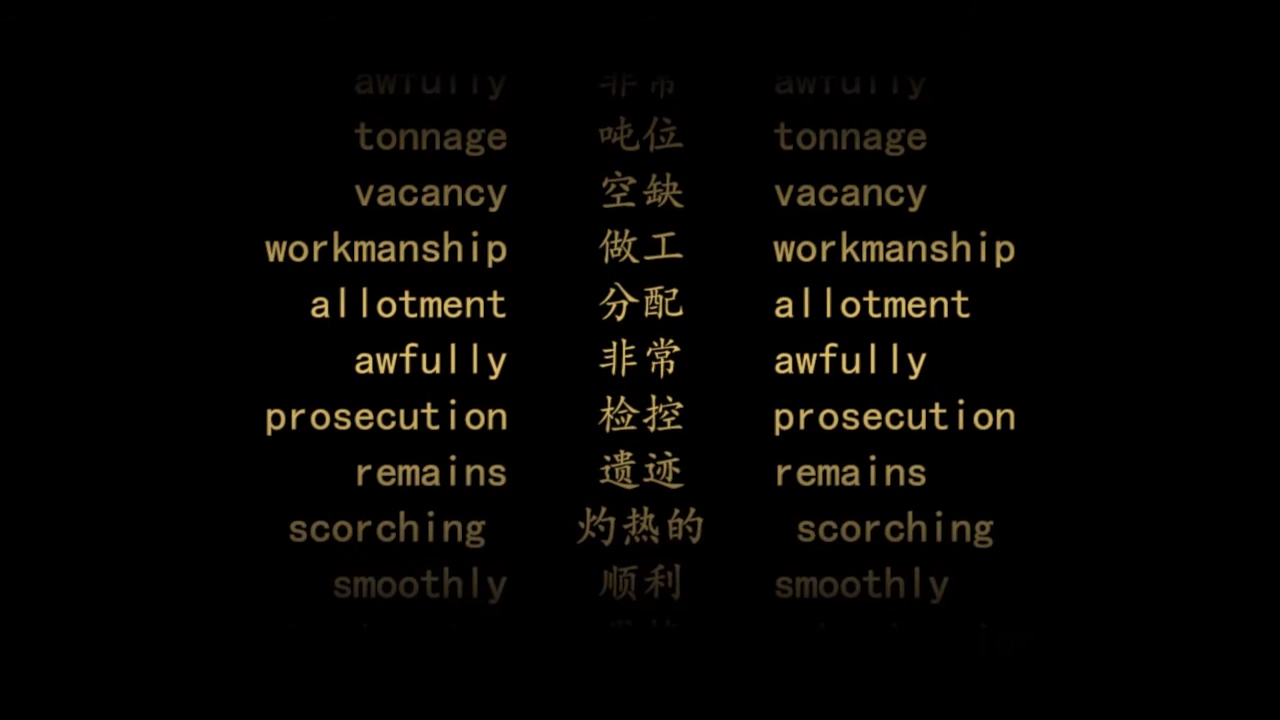 awfully 非常 awfully
tonnage 吨位 tonnage
vacancy 空缺 vacancy
workmanship 做工 workmanship
allotment 分配 allotment
awfully 非常 awfully
prosecution 检控 prosecution
remains 遗迹 remains
scorching 灼热的 scorching
smoothly 顺利 smoothly